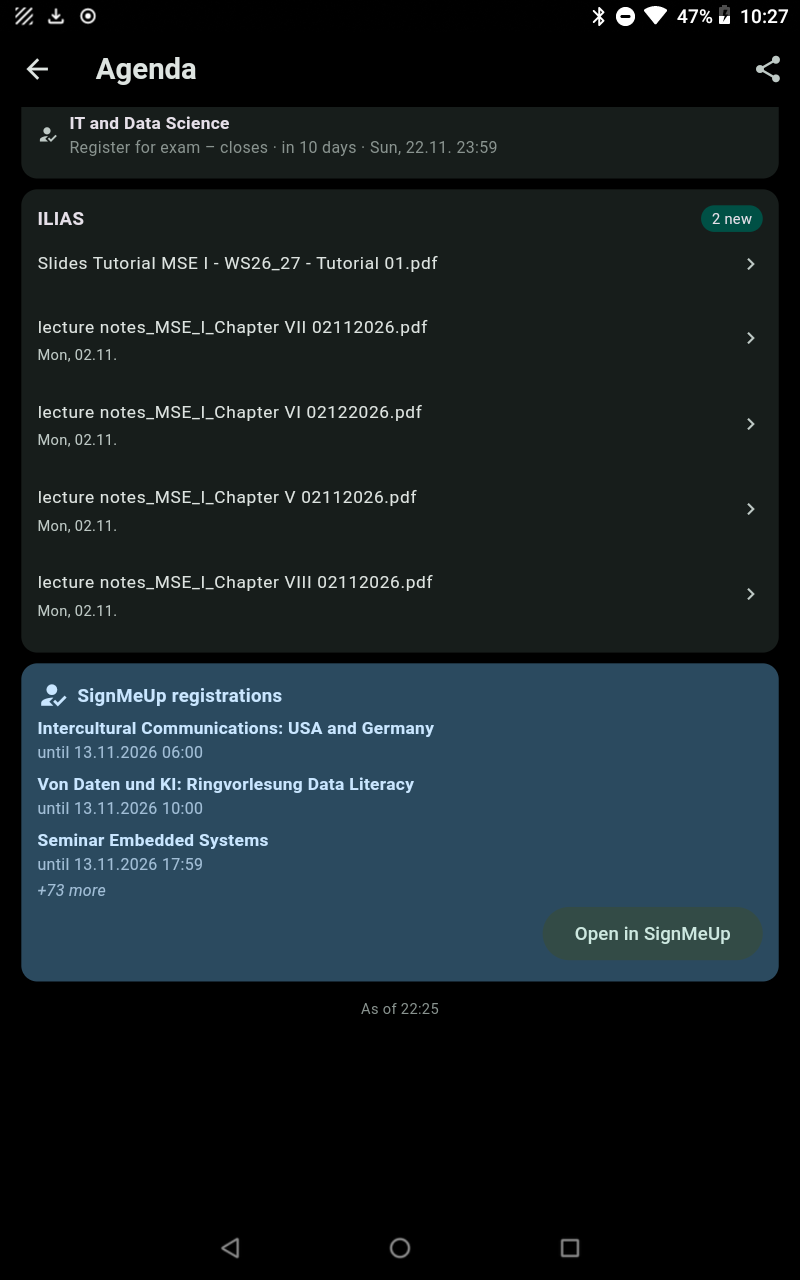 47% 10:27
Agenda
IT and Data Science
Register for exam – closes · in 10 days · Sun, 22.11. 23:59
ILIAS
2 new
Slides Tutorial MSE I - WS26_27 - Tutorial 01.pdf
lecture notes_MSE_I_Chapter VII 02112026.pdf
Mon, 02.11.
lecture notes_MSE_I_Chapter VI 02122026.pdf
Mon, 02.11.
lecture notes_MSE_I_Chapter V 02112026.pdf
Mon, 02.11.
lecture notes_MSE_I_Chapter VIII 02112026.pdf
Mon, 02.11.
SignMeUp registrations
Intercultural Communications: USA and Germany
until 13.11.2026 06:00
Von Daten und KI: Ringvorlesung Data Literacy
until 13.11.2026 10:00
Seminar Embedded Systems
until 13.11.2026 17:59
+73 more
Open in SignMeUp
As of 22:25